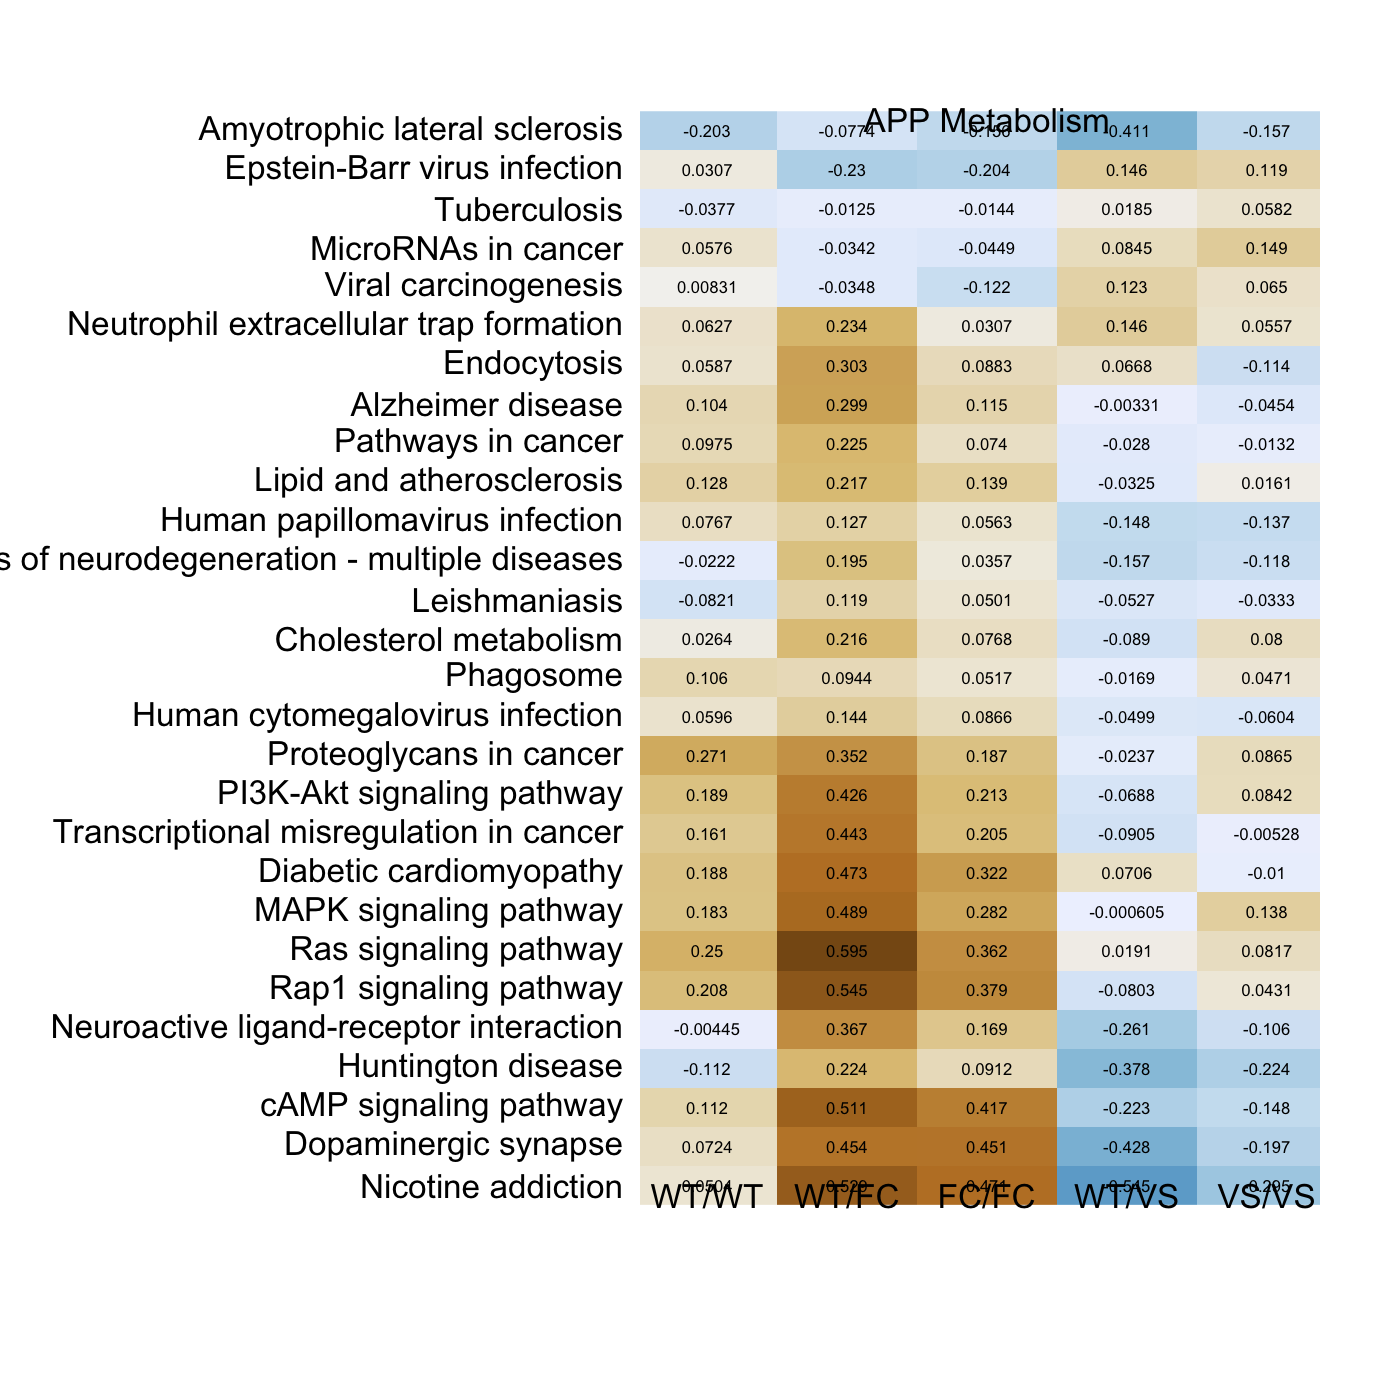 APP Metabolism
Amyotrophic lateral sclerosis -0.203 -0.0774 -0.156 -0.411 -0.157
Epstein-Barr virus infection 0.0307 -0.23 -0.204 0.146 0.119
Tuberculosis -0.0377 -0.0125 -0.0144 0.0185 0.0582
MicroRNAs in cancer 0.0576 -0.0342 -0.0449 0.0845 0.149
Viral carcinogenesis 0.00831 -0.0348 -0.122 0.123 0.065
Neutrophil extracellular trap formation 0.0627 0.234 0.0307 0.146 0.0557
Endocytosis 0.0587 0.303 0.0883 0.0668 -0.114
Alzheimer disease 0.104 0.299 0.115 -0.00331 -0.0454
Pathways in cancer 0.0975 0.225 0.074 -0.028 -0.0132
Lipid and atherosclerosis 0.128 0.217 0.139 -0.0325 0.0161
Human papillomavirus infection 0.0767 0.127 0.0563 -0.148 -0.137
s of neurodegeneration - multiple diseases -0.0222 0.195 0.0357 -0.157 -0.118
Leishmaniasis -0.0821 0.119 0.0501 -0.0527 -0.0333
Cholesterol metabolism 0.0264 0.216 0.0768 -0.089 0.08
Phagosome 0.106 0.0944 0.0517 -0.0169 0.0471
Human cytomegalovirus infection 0.0596 0.144 0.0866 -0.0499 -0.0604
Proteoglycans in cancer 0.271 0.352 0.187 -0.0237 0.0865
PI3K-Akt signaling pathway 0.189 0.426 0.213 -0.0688 0.0842
Transcriptional misregulation in cancer 0.161 0.443 0.205 -0.0905 -0.00528
Diabetic cardiomyopathy 0.188 0.473 0.322 0.0706 -0.01
MAPK signaling pathway 0.183 0.489 0.282 -0.000605 0.138
Ras signaling pathway 0.25 0.595 0.362 0.0191 0.0817
Rap1 signaling pathway 0.208 0.545 0.379 -0.0803 0.0431
Neuroactive ligand-receptor interaction -0.00445 0.367 0.169 -0.261 -0.106
Huntington disease -0.112 0.224 0.0912 -0.378 -0.224
cAMP signaling pathway 0.112 0.511 0.417 -0.223 -0.148
Dopaminergic synapse 0.0724 0.454 0.451 -0.428 -0.197
Nicotine addiction 0.0504 0.529 0.471 -0.545 -0.295
WT/WT WT/FC FC/FC WT/VS VS/VS